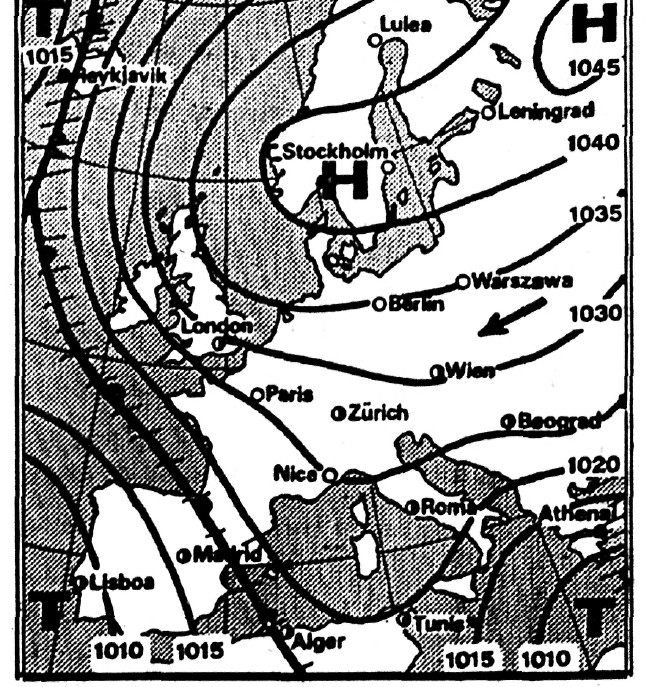 T
Lulea
H
1015
Reykjavik
1045
Leningrad
1040
Stockholm
H
1035
Warszawa
Berlin
1030
London
Wien
Paris
Zürich
Beograd
Nice
1020
Roma
Athena
Madrid
Lisboa
T
T
Tunis
Alger
1010
1015
1015
1010